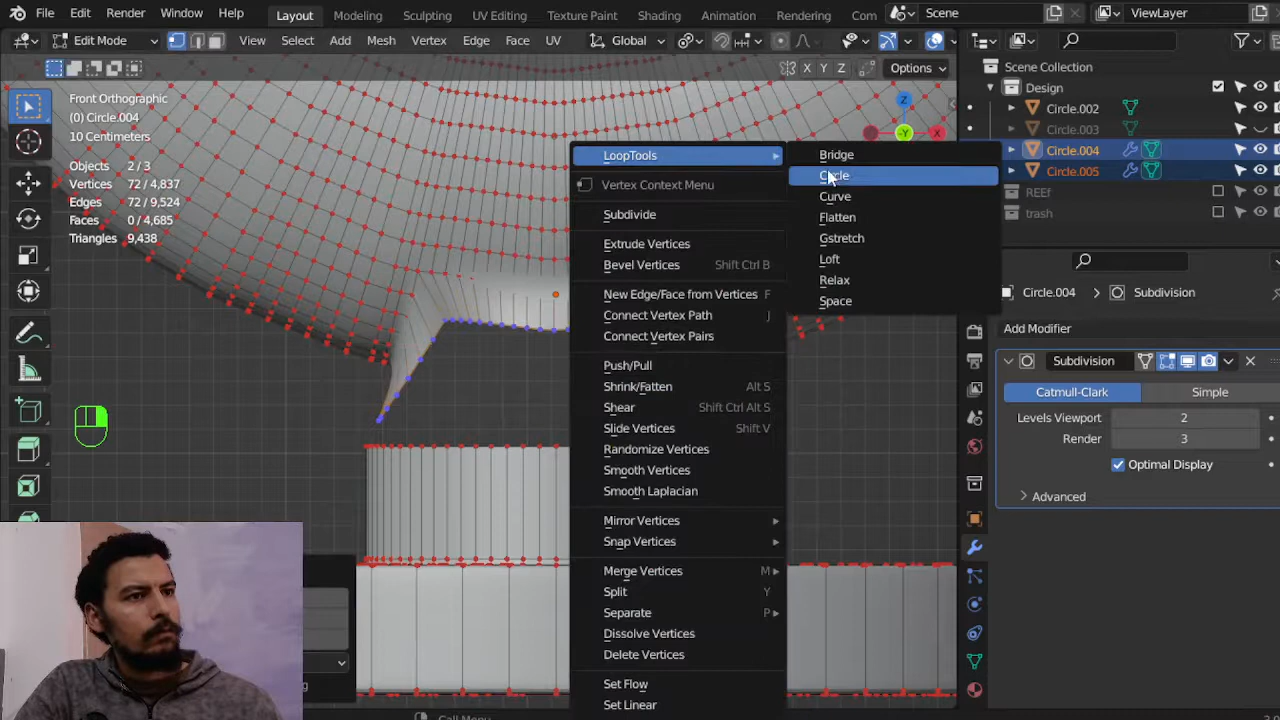 File Edit Render Window Help Layout Modeling Sculpting UV Editing Texture Paint Shading Animation Rendering Com Scene ViewLayer
Edit Mode View Select Add Mesh Vertex Edge Face UV Global
X Y Z Options
Front Orthographic
(0) Circle.004
10 Centimeters
Objects 2 / 3
Vertices 72 / 4,837
Edges 72 / 9,524
Faces 0 / 4,685
Triangles 9,438
Z
-Y
X
LoopTools
Vertex Context Menu
Subdivide
Extrude Vertices
Bevel Vertices Shift Ctrl B
New Edge/Face from Vertices F
Connect Vertex Path J
Connect Vertex Pairs
Push/Pull
Shrink/Fatten Alt S
Shear Shift Ctrl Alt S
Slide Vertices Shift V
Randomize Vertices
Smooth Vertices
Smooth Laplacian
Mirror Vertices
Snap Vertices
Merge Vertices M
Split Y
Separate P
Dissolve Vertices
Delete Vertices
Set Flow
Set Linear
Bridge
Circle
Curve
Flatten
Gstretch
Loft
Relax
Space
Scene Collection
Design
Circle.002
Circle.003
Circle.004
Circle.005
REEf
trash
Circle.004 Subdivision
Add Modifier
Subdivision
Catmull-Clark Simple
Levels Viewport 2
Render 3
Optimal Display
Advanced
Call Menu